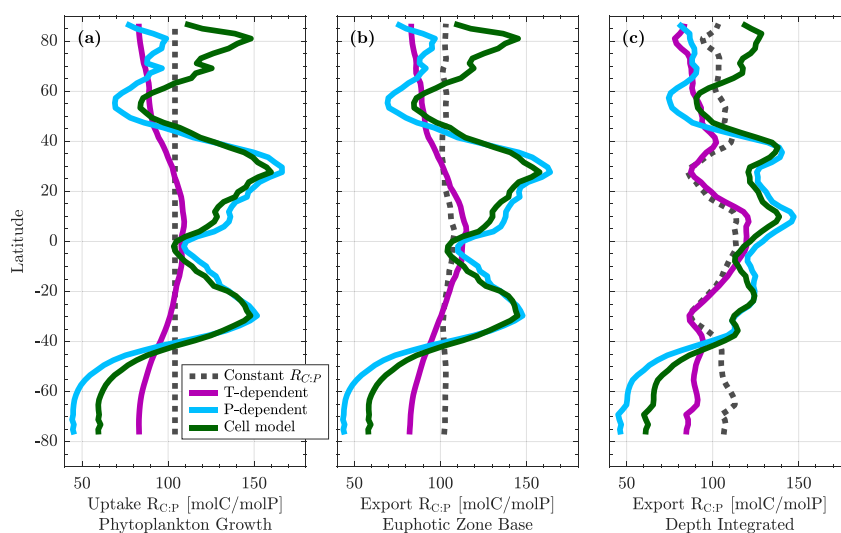 (a)
(b)
(c)
80
60
40
20
0
-20
-40
-60
-80
Latitude
Constant R_{C:P}
T-dependent
P-dependent
Cell model
50 100 150
50 100 150
50 100 150
Uptake R_{C:P} [molC/molP]
Phytoplankton Growth
Export R_{C:P} [molC/molP]
Euphotic Zone Base
Export R_{C:P} [molC/molP]
Depth Integrated